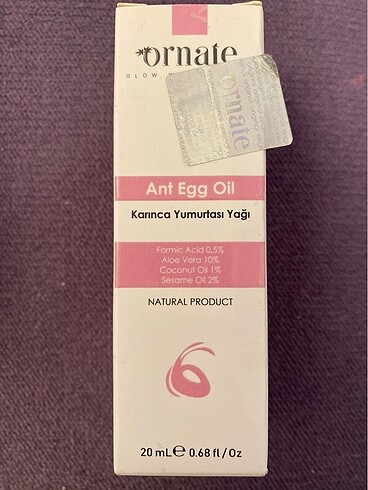 ornate
GLOW
ornate
Ant Egg Oil
Karınca Yumurtası Yağı
Formic Acid 0,5%
Aloe Vera 10%
Coconut Oil 1%
Sesame Oil 2%
NATURAL PRODUCT
20 mL℮ 0.68 fl / Oz